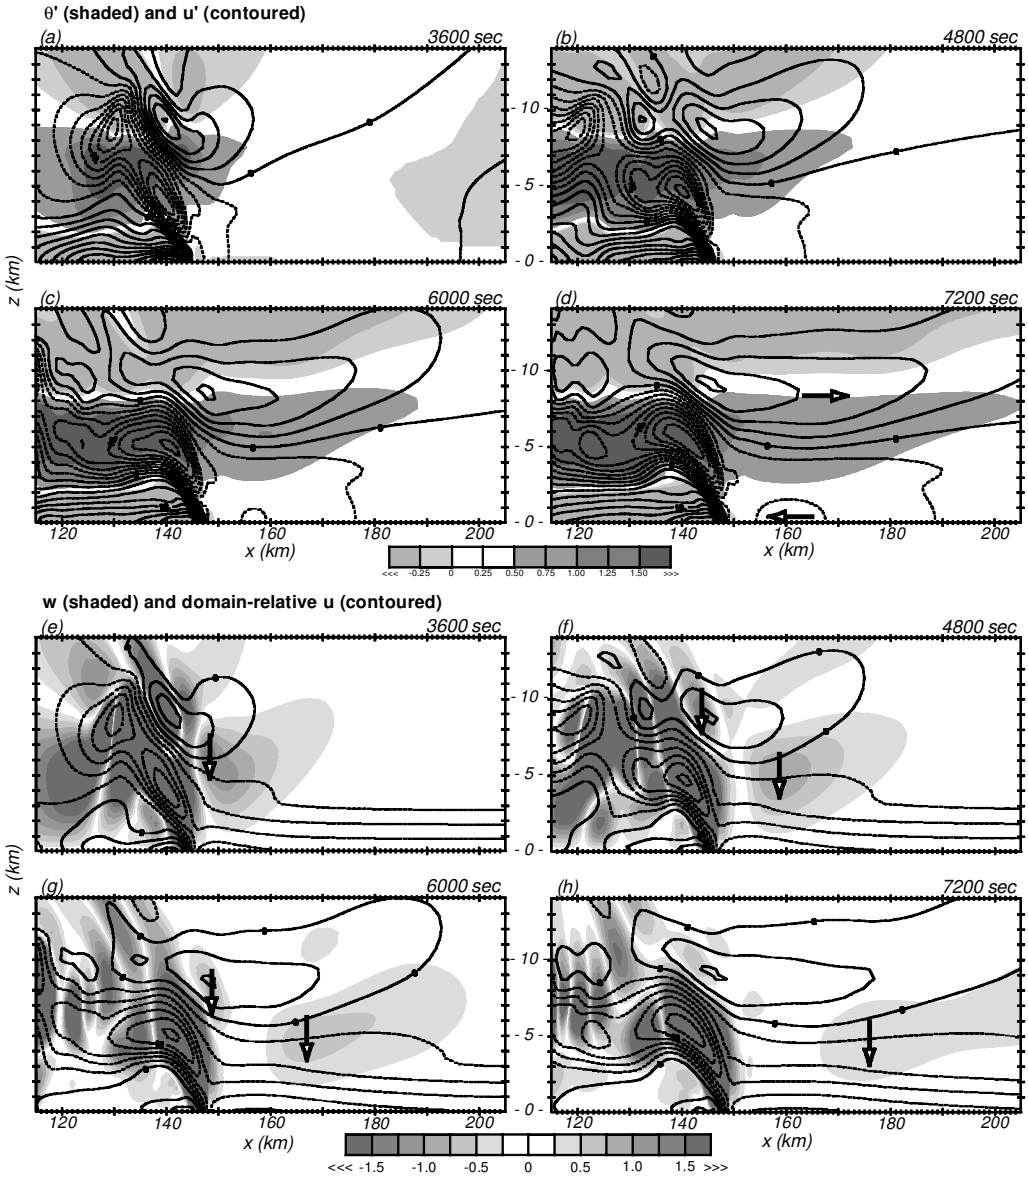 θ' (shaded) and u' (contoured)
(a) 3600 sec
(b) 4800 sec
- 10 -
- 5 -
- 0 -
z (km)
(c) 6000 sec
(d) 7200 sec
- 10 -
- 5 -
- 0 -
120 140 160 180 200
120 140 160 180 200
x (km)
x (km)
<<< -0.25 0 0.25 0.50 0.75 1.00 1.25 1.50 >>>
w (shaded) and domain-relative u (contoured)
(e) 3600 sec
(f) 4800 sec
- 10 -
- 5 -
- 0 -
z (km)
(g) 6000 sec
(h) 7200 sec
- 10 -
- 5 -
- 0 -
120 140 160 180 200
120 140 160 180 200
x (km)
x (km)
<<< -1.5 -1.0 -0.5 0 0.5 1.0 1.5 >>>